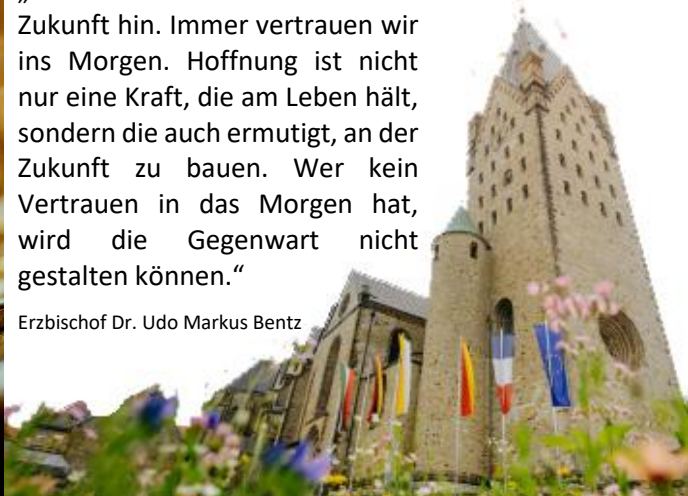 Zukunft hin. Immer vertrauen wir
ins Morgen. Hoffnung ist nicht
nur eine Kraft, die am Leben hält,
sondern die auch ermutigt, an der
Zukunft zu bauen. Wer kein
Vertrauen in das Morgen hat,
wird die Gegenwart nicht
gestalten können.“
Erzbischof Dr. Udo Markus Bentz